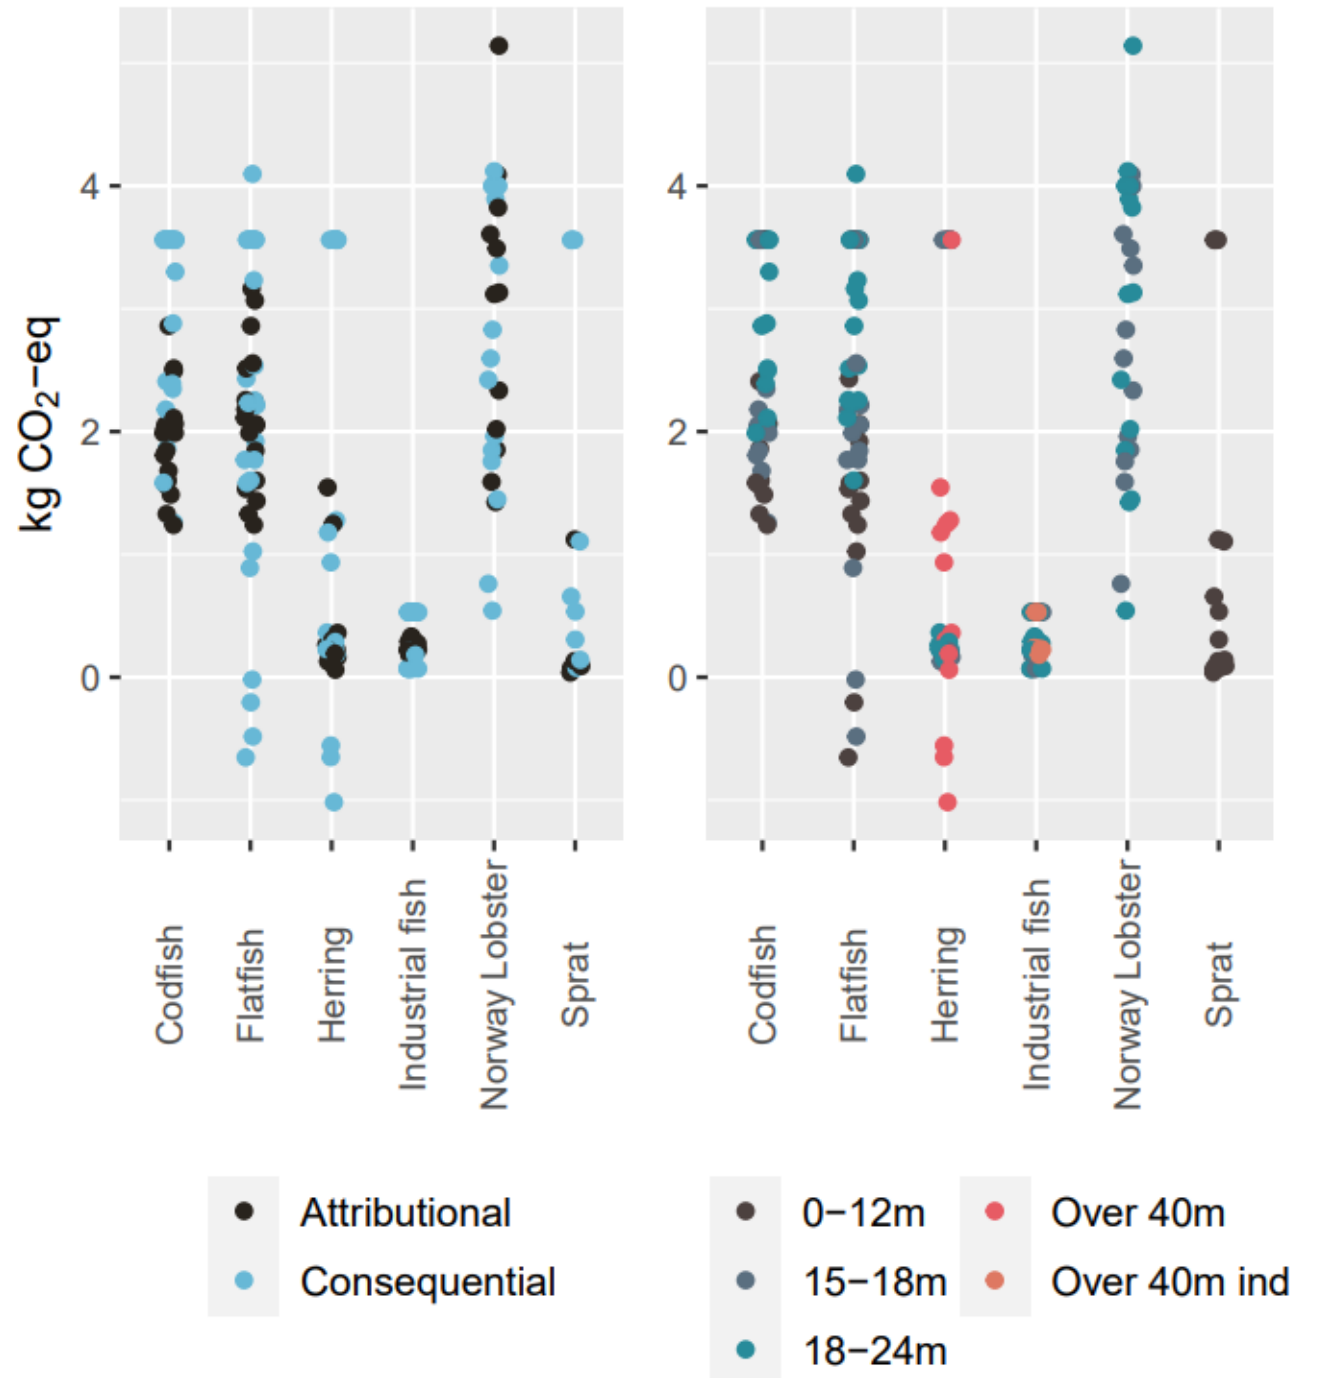 kg CO₂−eq
4
2
0
4
2
0
Codfish
Flatfish
Herring
Industrial fish
Norway Lobster
Sprat
Codfish
Flatfish
Herring
Industrial fish
Norway Lobster
Sprat
Attributional
Consequential
0−12m
15−18m
18−24m
Over 40m
Over 40m ind